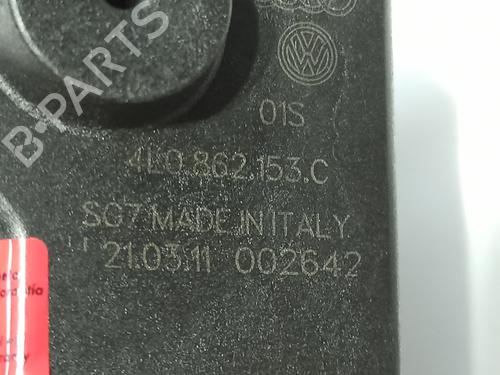 01S
4L0.862.153.C
SG7 MADE IN ITALY
21.03.11 002642
B-PARTS